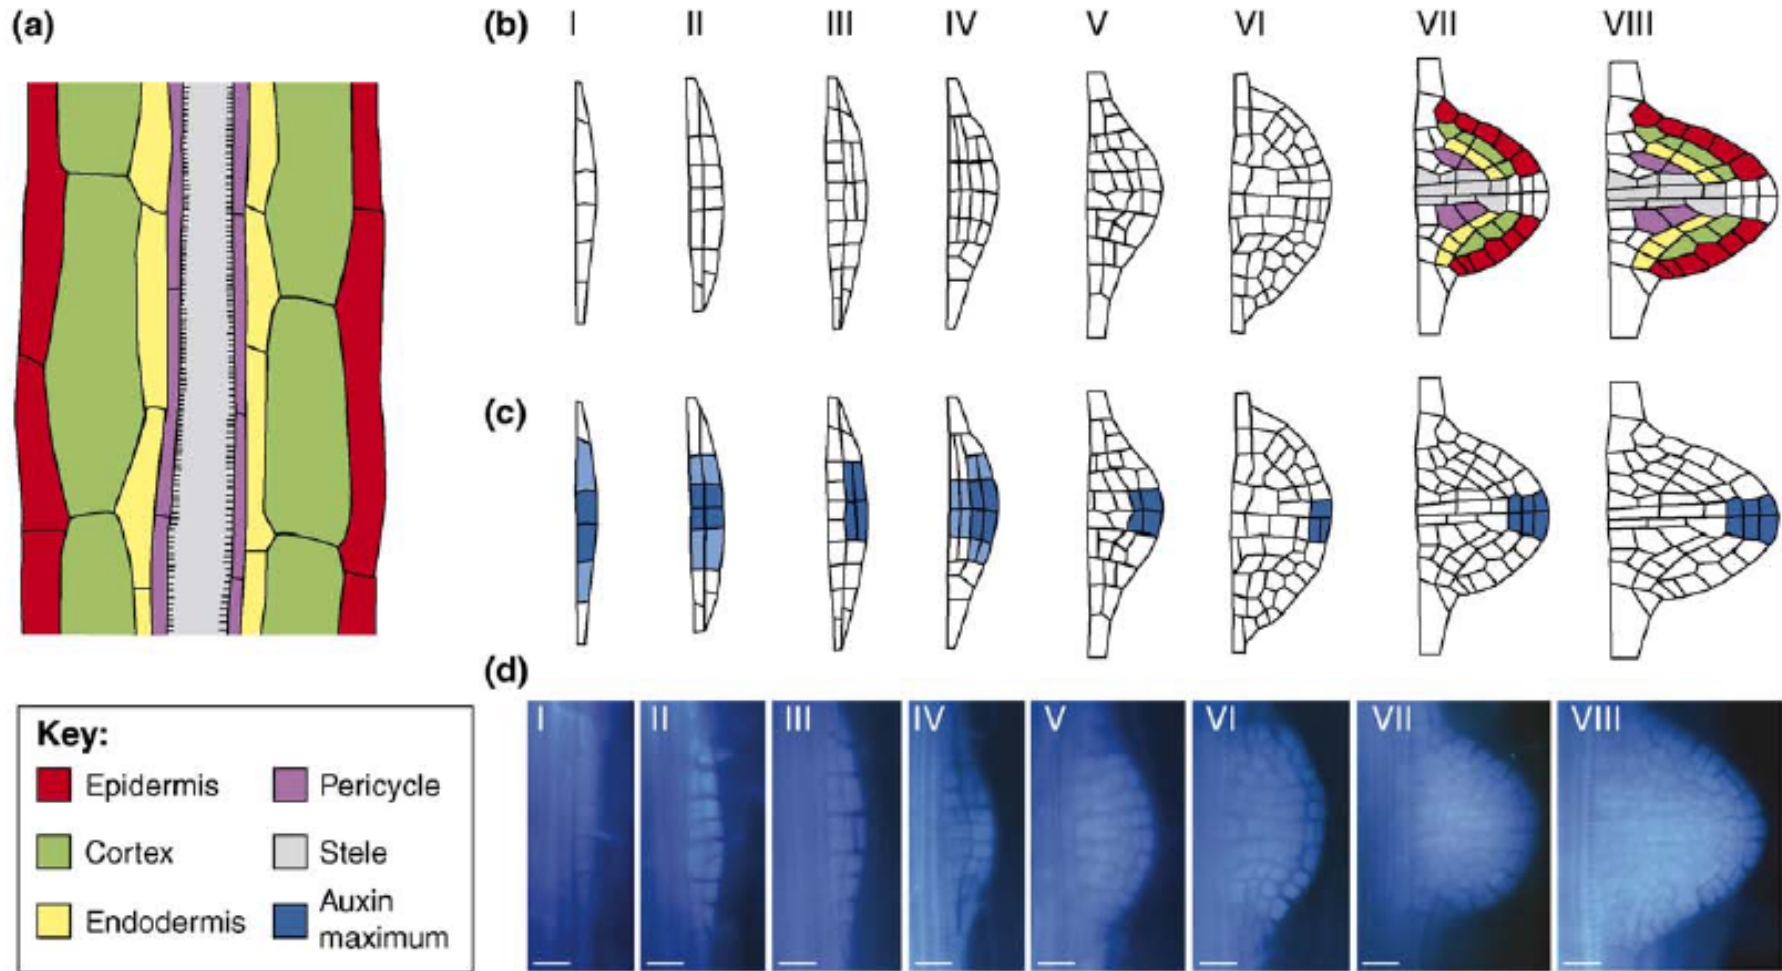 (a)
(b) I II III IV V VI VII VIII
(c)
(d)
I II III IV V VI VII VIII
Key:
Epidermis Pericycle
Cortex Stele
Endodermis Auxin
maximum